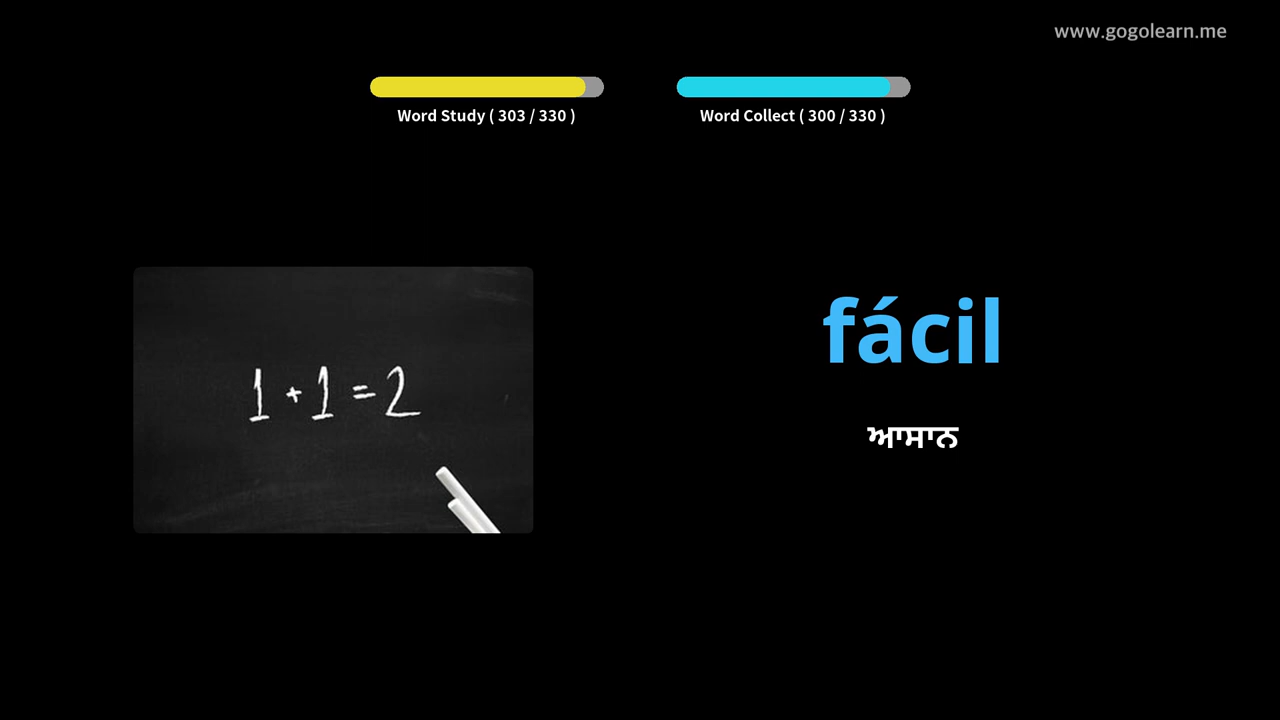 www.gogolearn.me
Word Study ( 303 / 330 )
Word Collect ( 300 / 330 )
1 + 1 = 2
fácil
ਆਸਾਨ